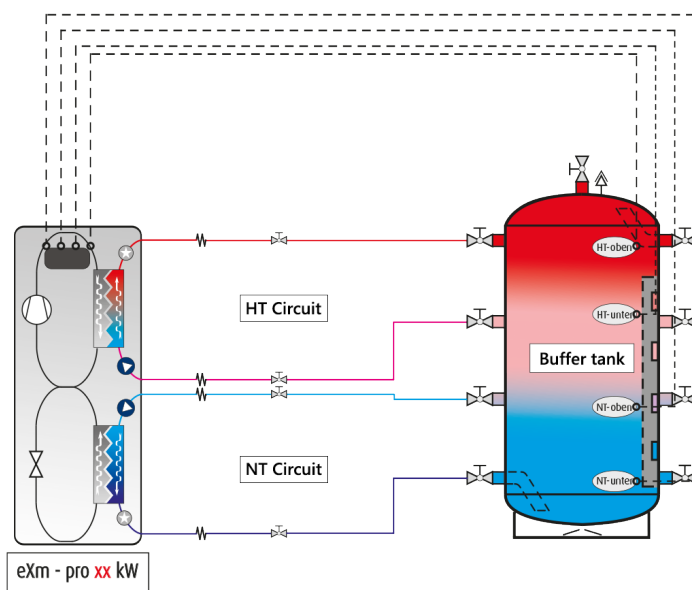 HT-oben
HT Circuit
HT-unten
Buffer tank
NT-oben
NT Circuit
NT-unten
eXm - pro xx kW